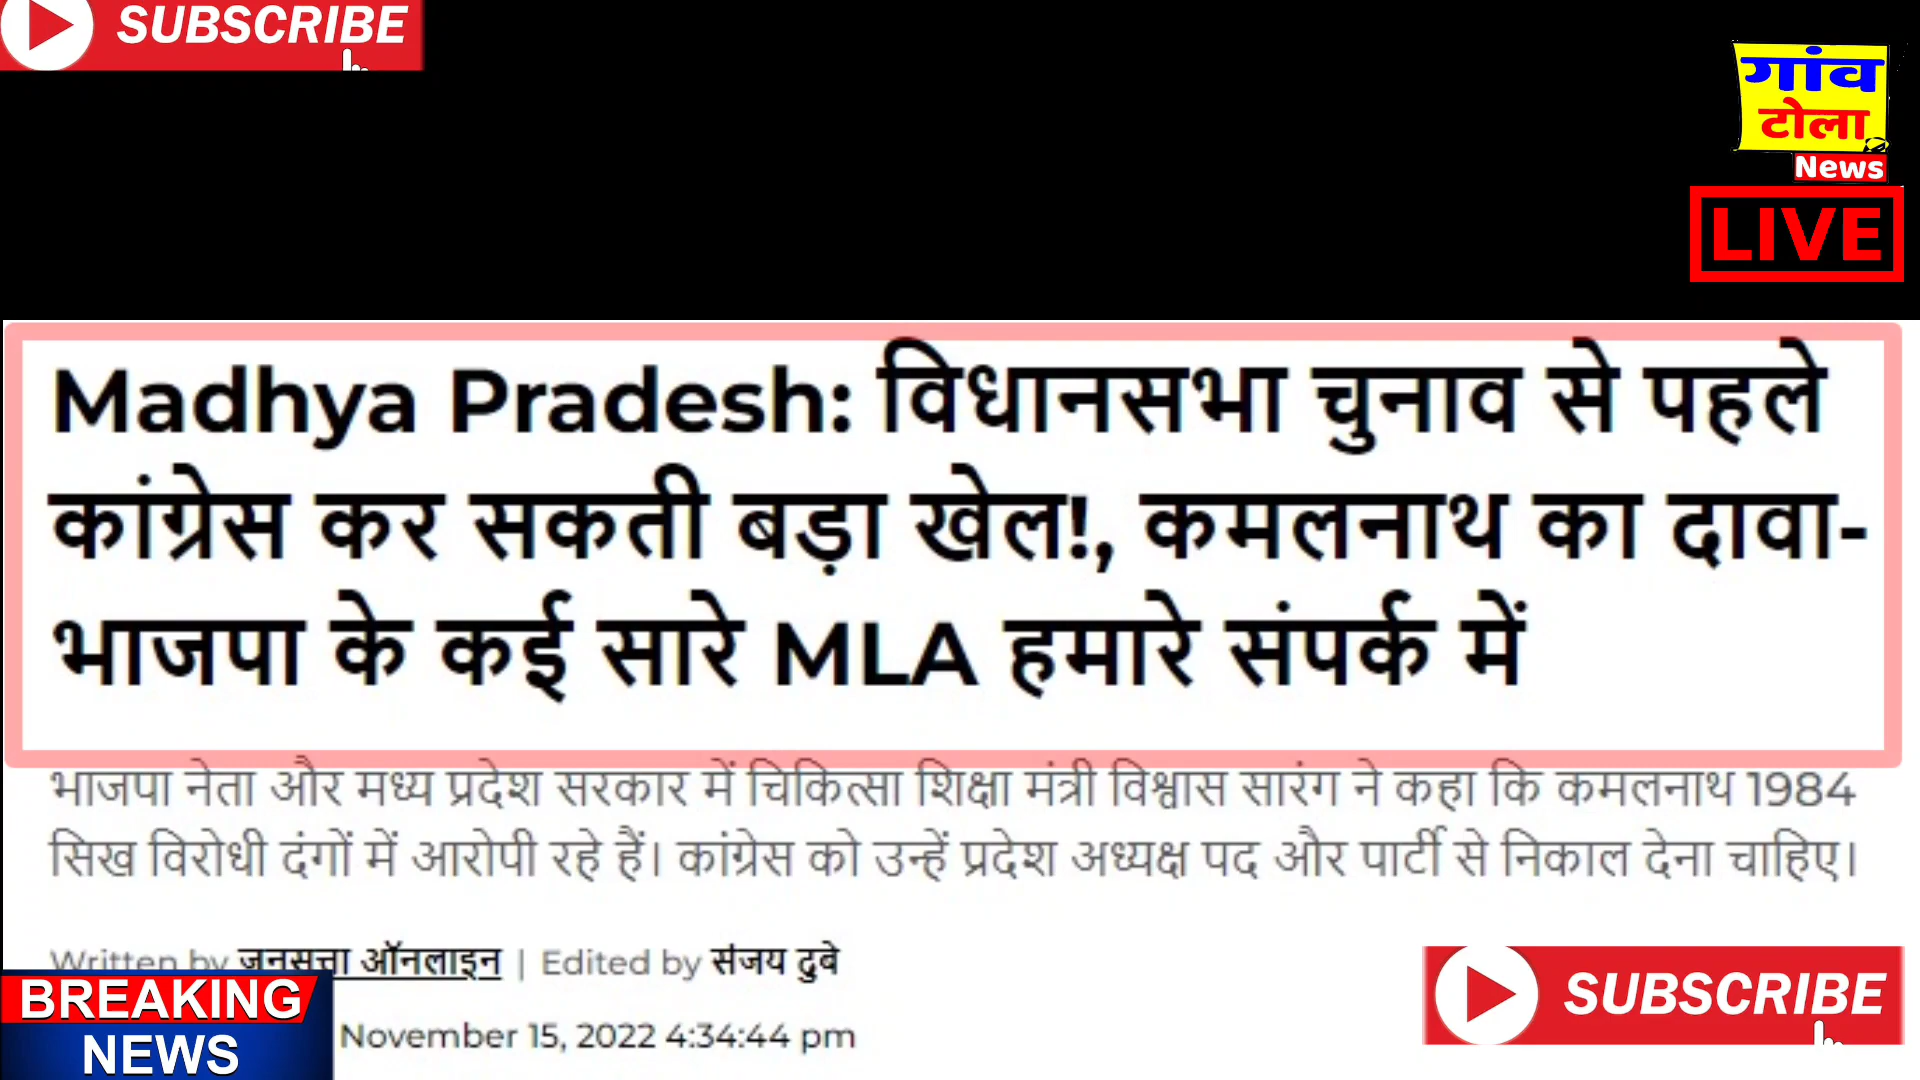 SUBSCRIBE
गांव
टोला
News
LIVE
Madhya Pradesh: विधानसभा चुनाव से पहले
कांग्रेस कर सकती बड़ा खेल!, कमलनाथ का दावा-
भाजपा के कई सारे MLA हमारे संपर्क में
भाजपा नेता और मध्य प्रदेश सरकार में चिकित्सा शिक्षा मंत्री विश्वास सारंग ने कहा कि कमलनाथ 1984
सिख विरोधी दंगों में आरोपी रहे हैं। कांग्रेस को उन्हें प्रदेश अध्यक्ष पद और पार्टी से निकाल देना चाहिए।
Written by जनसत्ता ऑनलाइन | Edited by संजय दुबे
BREAKING
NEWS
November 15, 2022 4:34:44 pm
SUBSCRIBE